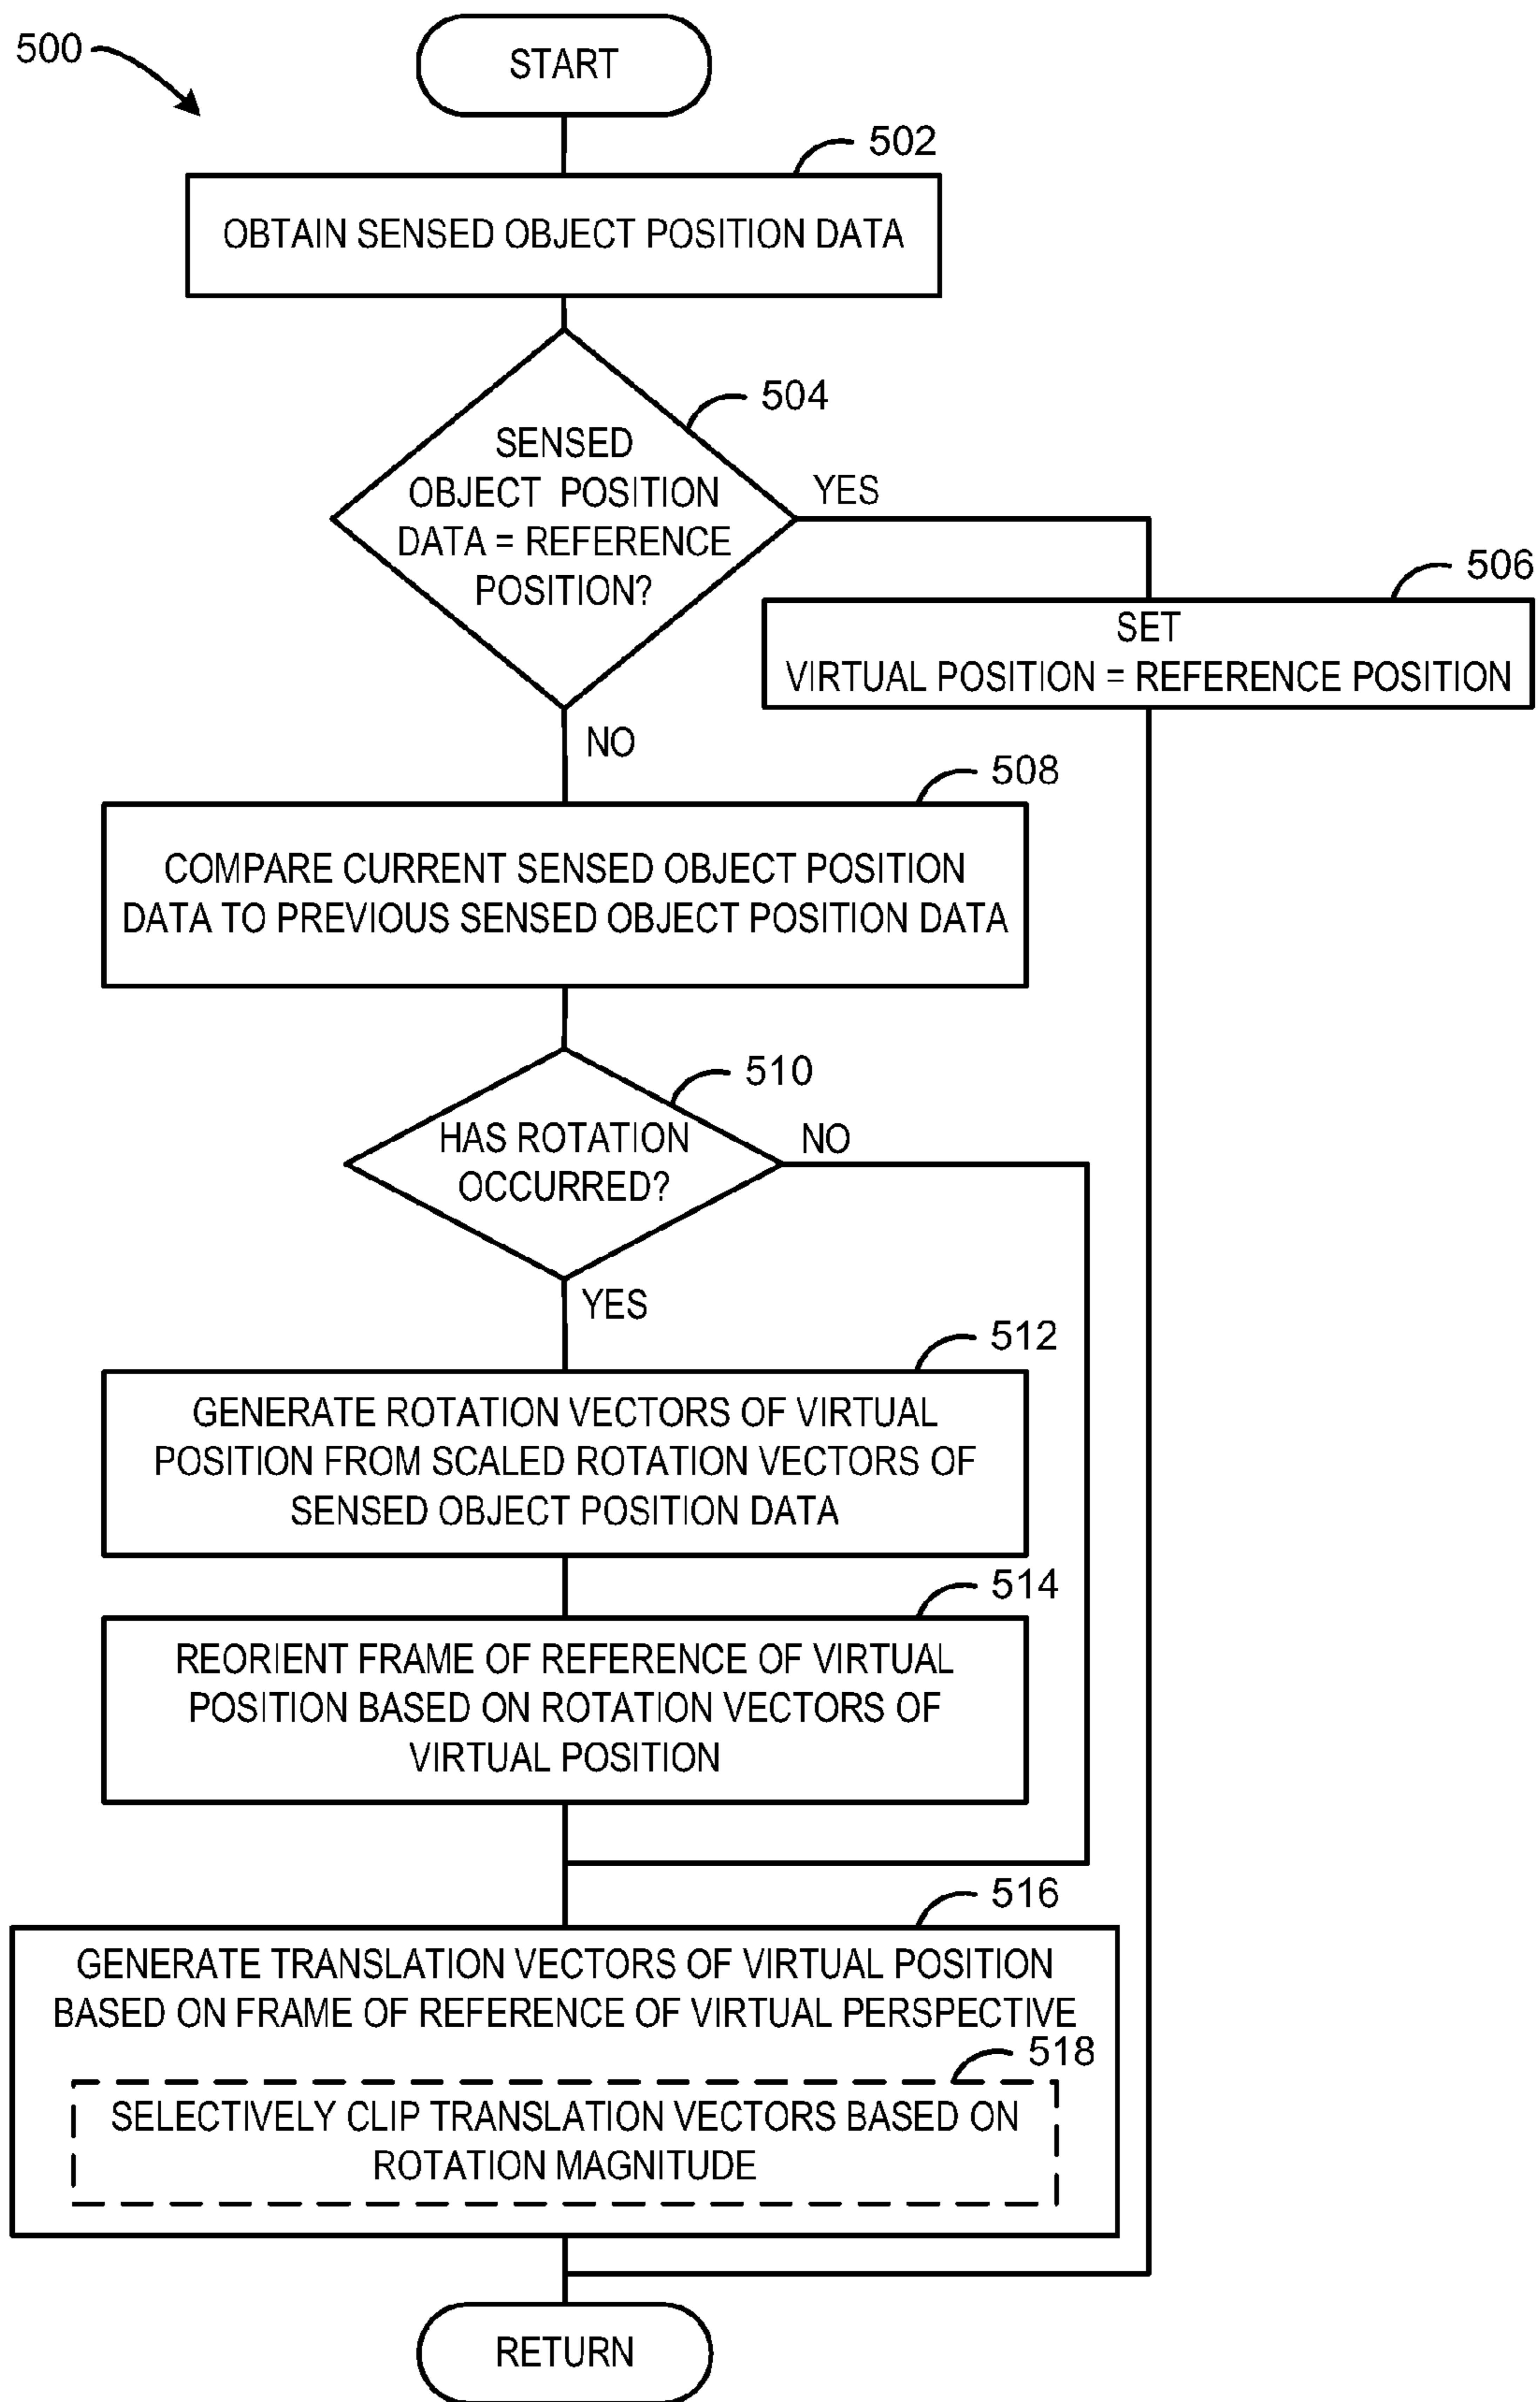 500
START
502
OBTAIN SENSED OBJECT POSITION DATA
504
SENSED
OBJECT POSITION
DATA = REFERENCE
POSITION?
YES
506
SET
VIRTUAL POSITION = REFERENCE POSITION
NO
508
COMPARE CURRENT SENSED OBJECT POSITION
DATA TO PREVIOUS SENSED OBJECT POSITION DATA
510
HAS ROTATION
OCCURRED?
NO
YES
512
GENERATE ROTATION VECTORS OF VIRTUAL
POSITION FROM SCALED ROTATION VECTORS OF
SENSED OBJECT POSITION DATA
514
REORIENT FRAME OF REFERENCE OF VIRTUAL
POSITION BASED ON ROTATION VECTORS OF
VIRTUAL POSITION
516
GENERATE TRANSLATION VECTORS OF VIRTUAL POSITION
BASED ON FRAME OF REFERENCE OF VIRTUAL PERSPECTIVE
518
SELECTIVELY CLIP TRANSLATION VECTORS BASED ON
ROTATION MAGNITUDE
RETURN